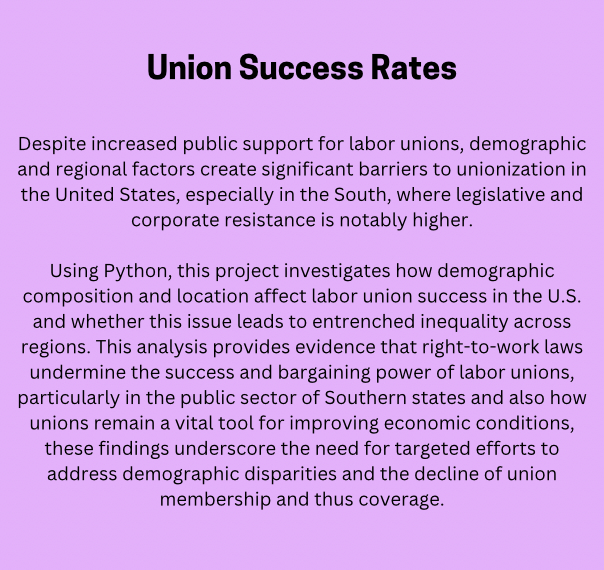 Union Success Rates
Despite increased public support for labor unions, demographic
and regional factors create significant barriers to unionization in
the United States, especially in the South, where legislative and
corporate resistance is notably higher.
Using Python, this project investigates how demographic
composition and location affect labor union success in the U.S.
and whether this issue leads to entrenched inequality across
regions. This analysis provides evidence that right-to-work laws
undermine the success and bargaining power of labor unions,
particularly in the public sector of Southern states and also how
unions remain a vital tool for improving economic conditions,
these findings underscore the need for targeted efforts to
address demographic disparities and the decline of union
membership and thus coverage.